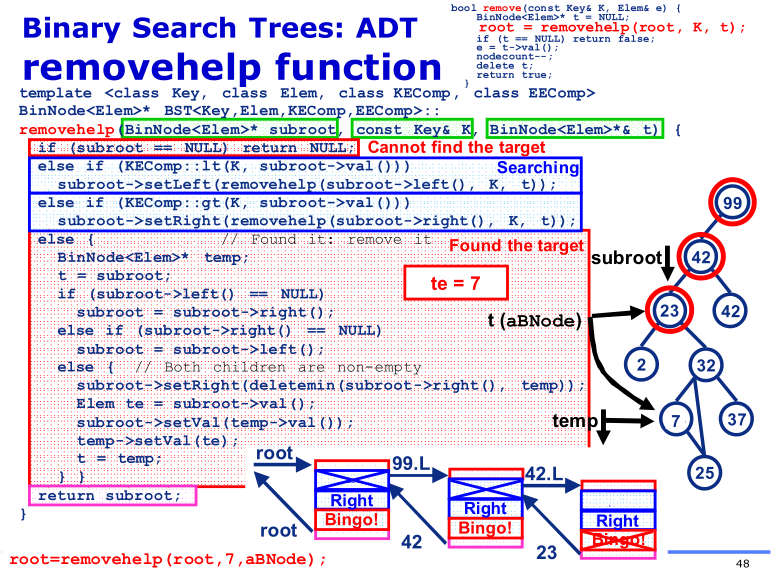 Binary Search Trees: ADT
removehelp function
bool remove(const Key& K, Elem& e) {
BinNode<Elem>* t = NULL;
root = removehelp(root, K, t);
if (t == NULL) return false;
e = t->val();
nodecount--;
delete t;
return true;
}
template <class Key, class Elem, class KEComp, class EEComp>
BinNode<Elem>* BST<Key,Elem,KEComp,EEComp>::
removehelp(BinNode<Elem>* subroot, const Key& K, BinNode<Elem>*& t) {
if (subroot == NULL) return NULL; Cannot find the target
else if (KEComp::lt(K, subroot->val())) Searching
subroot->setLeft(removehelp(subroot->left(), K, t));
else if (KEComp::gt(K, subroot->val()))
subroot->setRight(removehelp(subroot->right(), K, t));
else { // Found it: remove it Found the target
BinNode<Elem>* temp;
t = subroot;
if (subroot->left() == NULL)
subroot = subroot->right();
else if (subroot->right() == NULL)
subroot = subroot->left();
else { // Both children are non-empty
subroot->setRight(deletemin(subroot->right(), temp));
Elem te = subroot->val();
subroot->setVal(temp->val());
temp->setVal(te);
t = temp;
} }
return subroot;
}
te = 7
99
subroot
42
t (aBNode)
23
42
2
32
temp
7
37
25
root
99.L
42.L
Right
Bingo!
Right
Bingo!
Right
Bingo!
root
42
23
root=removehelp(root,7,aBNode);
48